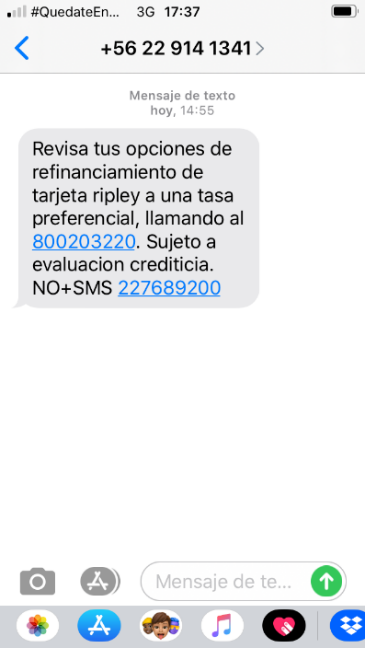 #QuedateEn... 3G 17:37
+56 22 914 1341
Mensaje de texto
hoy, 14:55
Revisa tus opciones de
refinanciamiento de
tarjeta ripley a una tasa
preferencial, llamando al
800203220. Sujeto a
evaluacion crediticia.
NO+SMS 227689200
Mensaje de te...